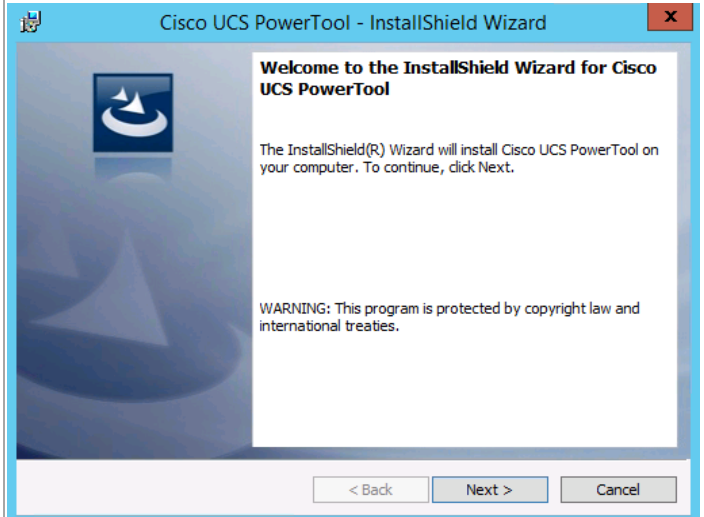 Cisco UCS PowerTool - InstallShield Wizard
x
Welcome to the InstallShield Wizard for Cisco
UCS PowerTool
The InstallShield(R) Wizard will install Cisco UCS PowerTool on
your computer. To continue, click Next.
WARNING: This program is protected by copyright law and
international treaties.
< Back
Next >
Cancel